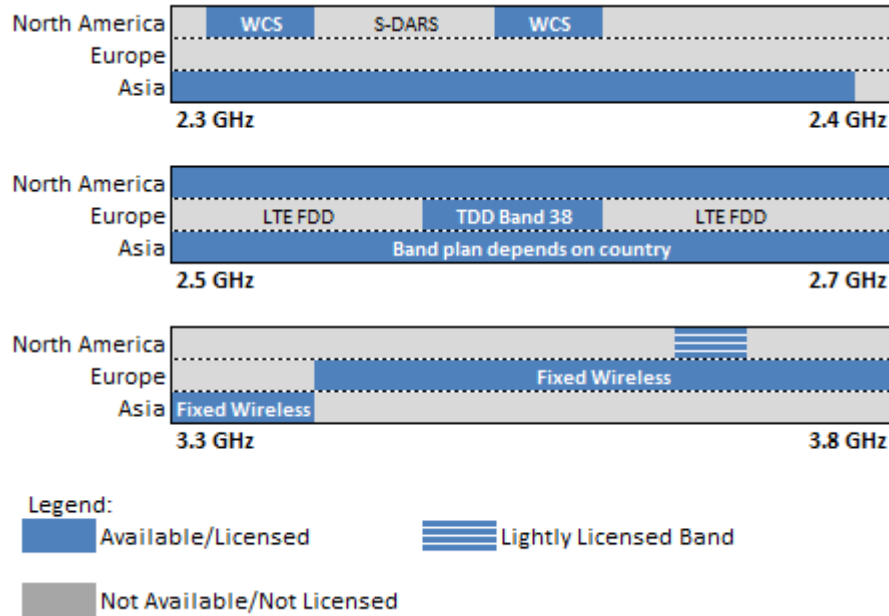 North America WCS S-DARS WCS
Europe
Asia
2.3 GHz 2.4 GHz
North America
Europe LTE FDD TDD Band 38 LTE FDD
Asia Band plan depends on country
2.5 GHz 2.7 GHz
North America
Europe Fixed Wireless
Asia Fixed Wireless
3.3 GHz 3.8 GHz
Legend:
Available/Licensed Lightly Licensed Band
Not Available/Not Licensed